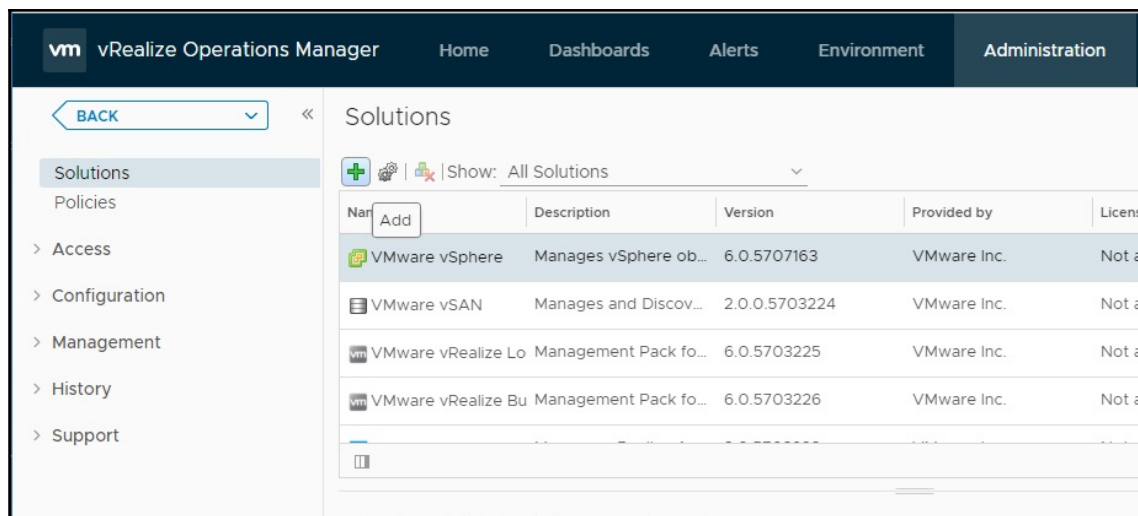 vm vRealize Operations Manager Home Dashboards Alerts Environment Administration
BACK
Solutions
Policies
Access
Configuration
Management
History
Support
Solutions
Show: All Solutions
Add
Description Version Provided by
VMware vSphere Manages vSphere ob... 6.0.5707163 VMware Inc. Not
VMware vSAN Manages and Discov... 2.0.0.5703224 VMware Inc. Not
vm VMware vRealize Lo Management Pack fo... 6.0.5703225 VMware Inc. Not
vm VMware vRealize Bu Management Pack fo... 6.0.5703226 VMware Inc. Not